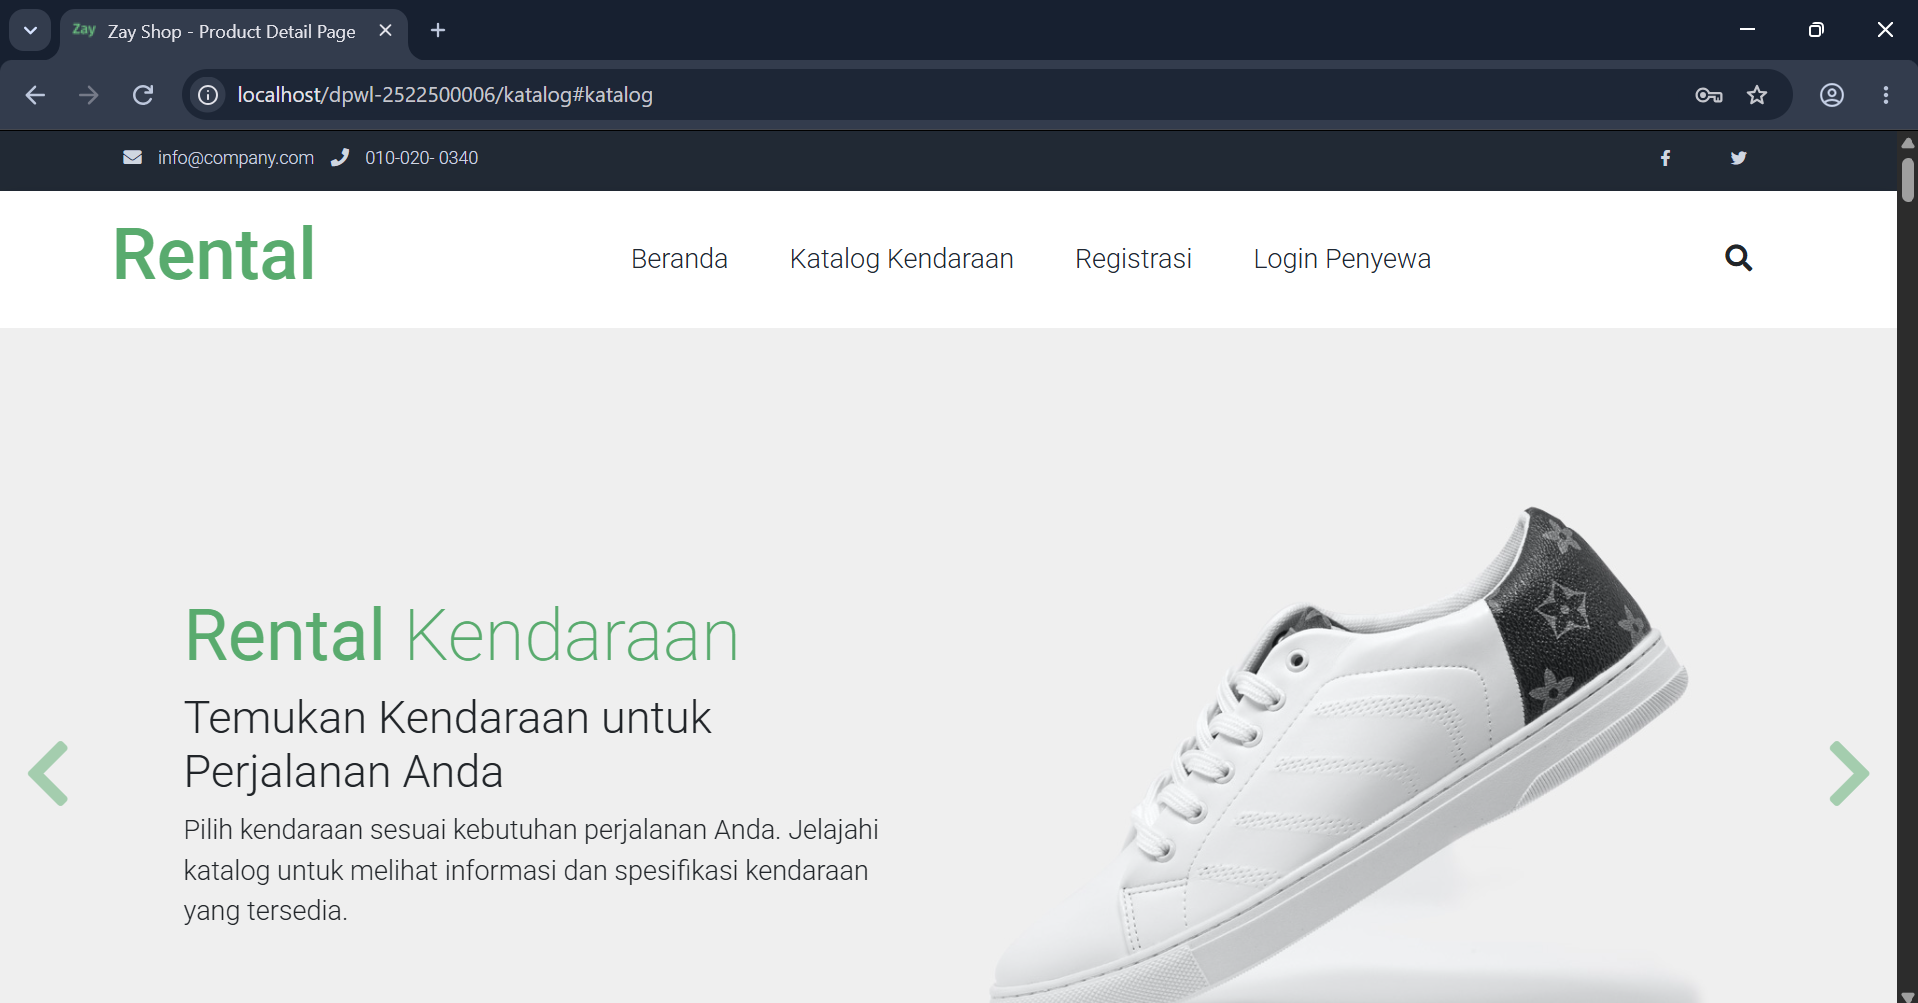 Zay Zay Shop - Product Detail Page
localhost/dpwl-2522500006/katalog#katalog
info@company.com 010-020- 0340
Rental
Beranda Katalog Kendaraan Registrasi Login Penyewa
Rental Kendaraan
Temukan Kendaraan untuk
Perjalanan Anda
Pilih kendaraan sesuai kebutuhan perjalanan Anda. Jelajahi
katalog untuk melihat informasi dan spesifikasi kendaraan
yang tersedia.